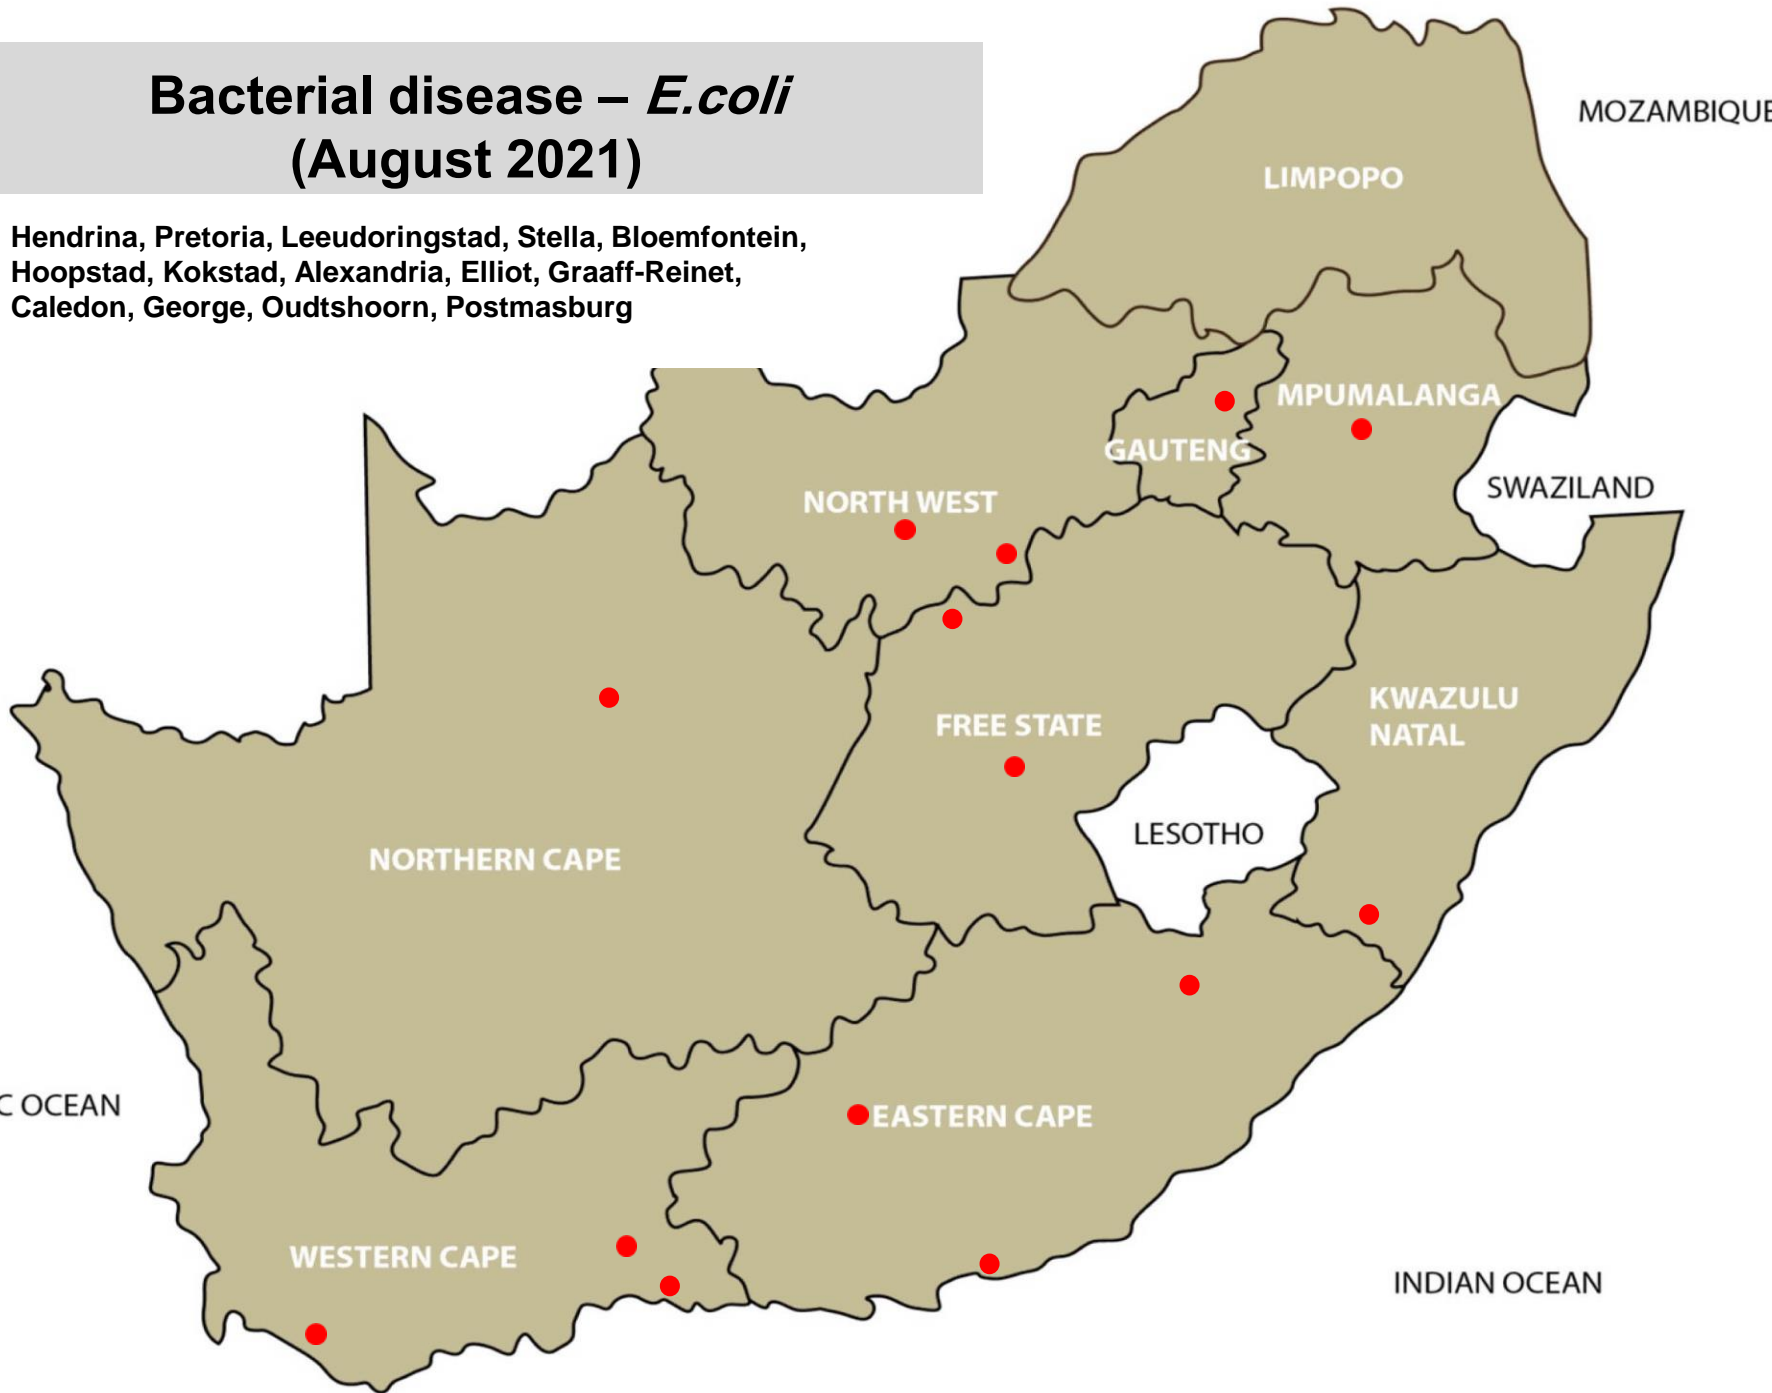 Bacterial disease – E.coli
(August 2021)
Hendrina, Pretoria, Leeudoringstad, Stella, Bloemfontein,
Hoopstad, Kokstad, Alexandria, Elliot, Graaff-Reinet,
Caledon, George, Oudtshoorn, Postmasburg
MOZAMBIQUE
LIMPOPO
MPUMALANGA
GAUTENG
SWAZILAND
NORTH WEST
KWAZULU
NATAL
FREE STATE
LESOTHO
NORTHERN CAPE
C OCEAN
EASTERN CAPE
WESTERN CAPE
INDIAN OCEAN